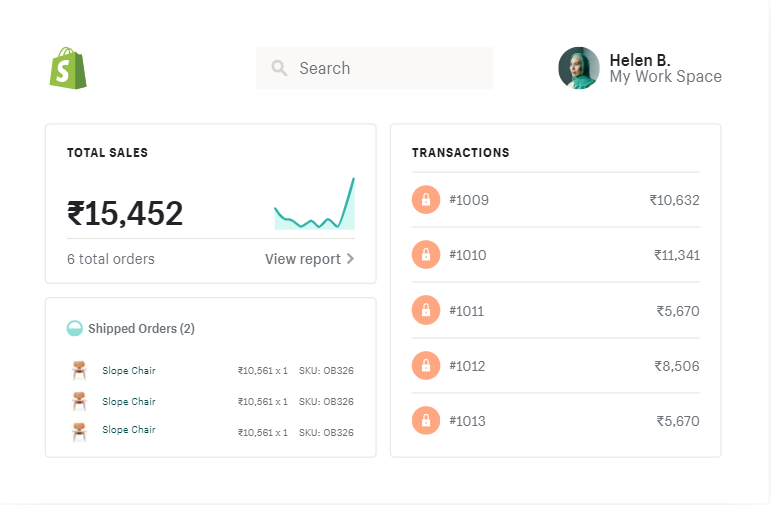 S
Search
Helen B.
My Work Space
TOTAL SALES
₹15,452
6 total orders
View report
Shipped Orders (2)
Slope Chair ₹10,561 x 1 SKU: OB326
Slope Chair ₹10,561 x 1 SKU: OB326
Slope Chair ₹10,561 x 1 SKU: OB326
TRANSACTIONS
#1009 ₹10,632
#1010 ₹11,341
#1011 ₹5,670
#1012 ₹8,506
#1013 ₹5,670